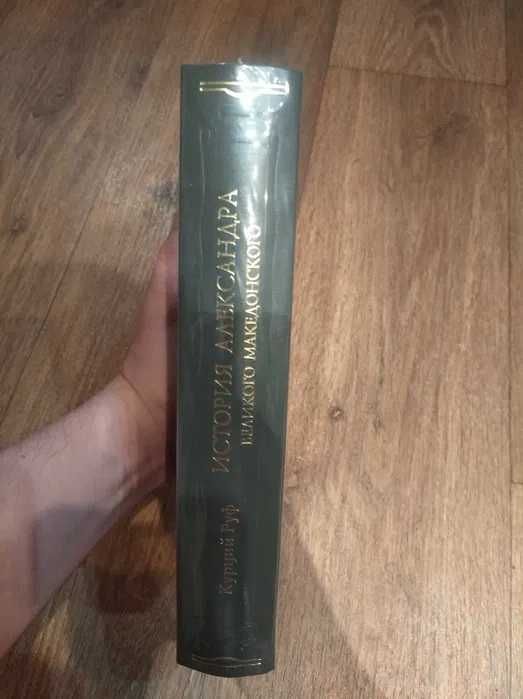 Курций Руф
ИСТОРИЯ АЛЕКСАНДРА
ВЕЛИКОГО МАКЕДОНСКОГО